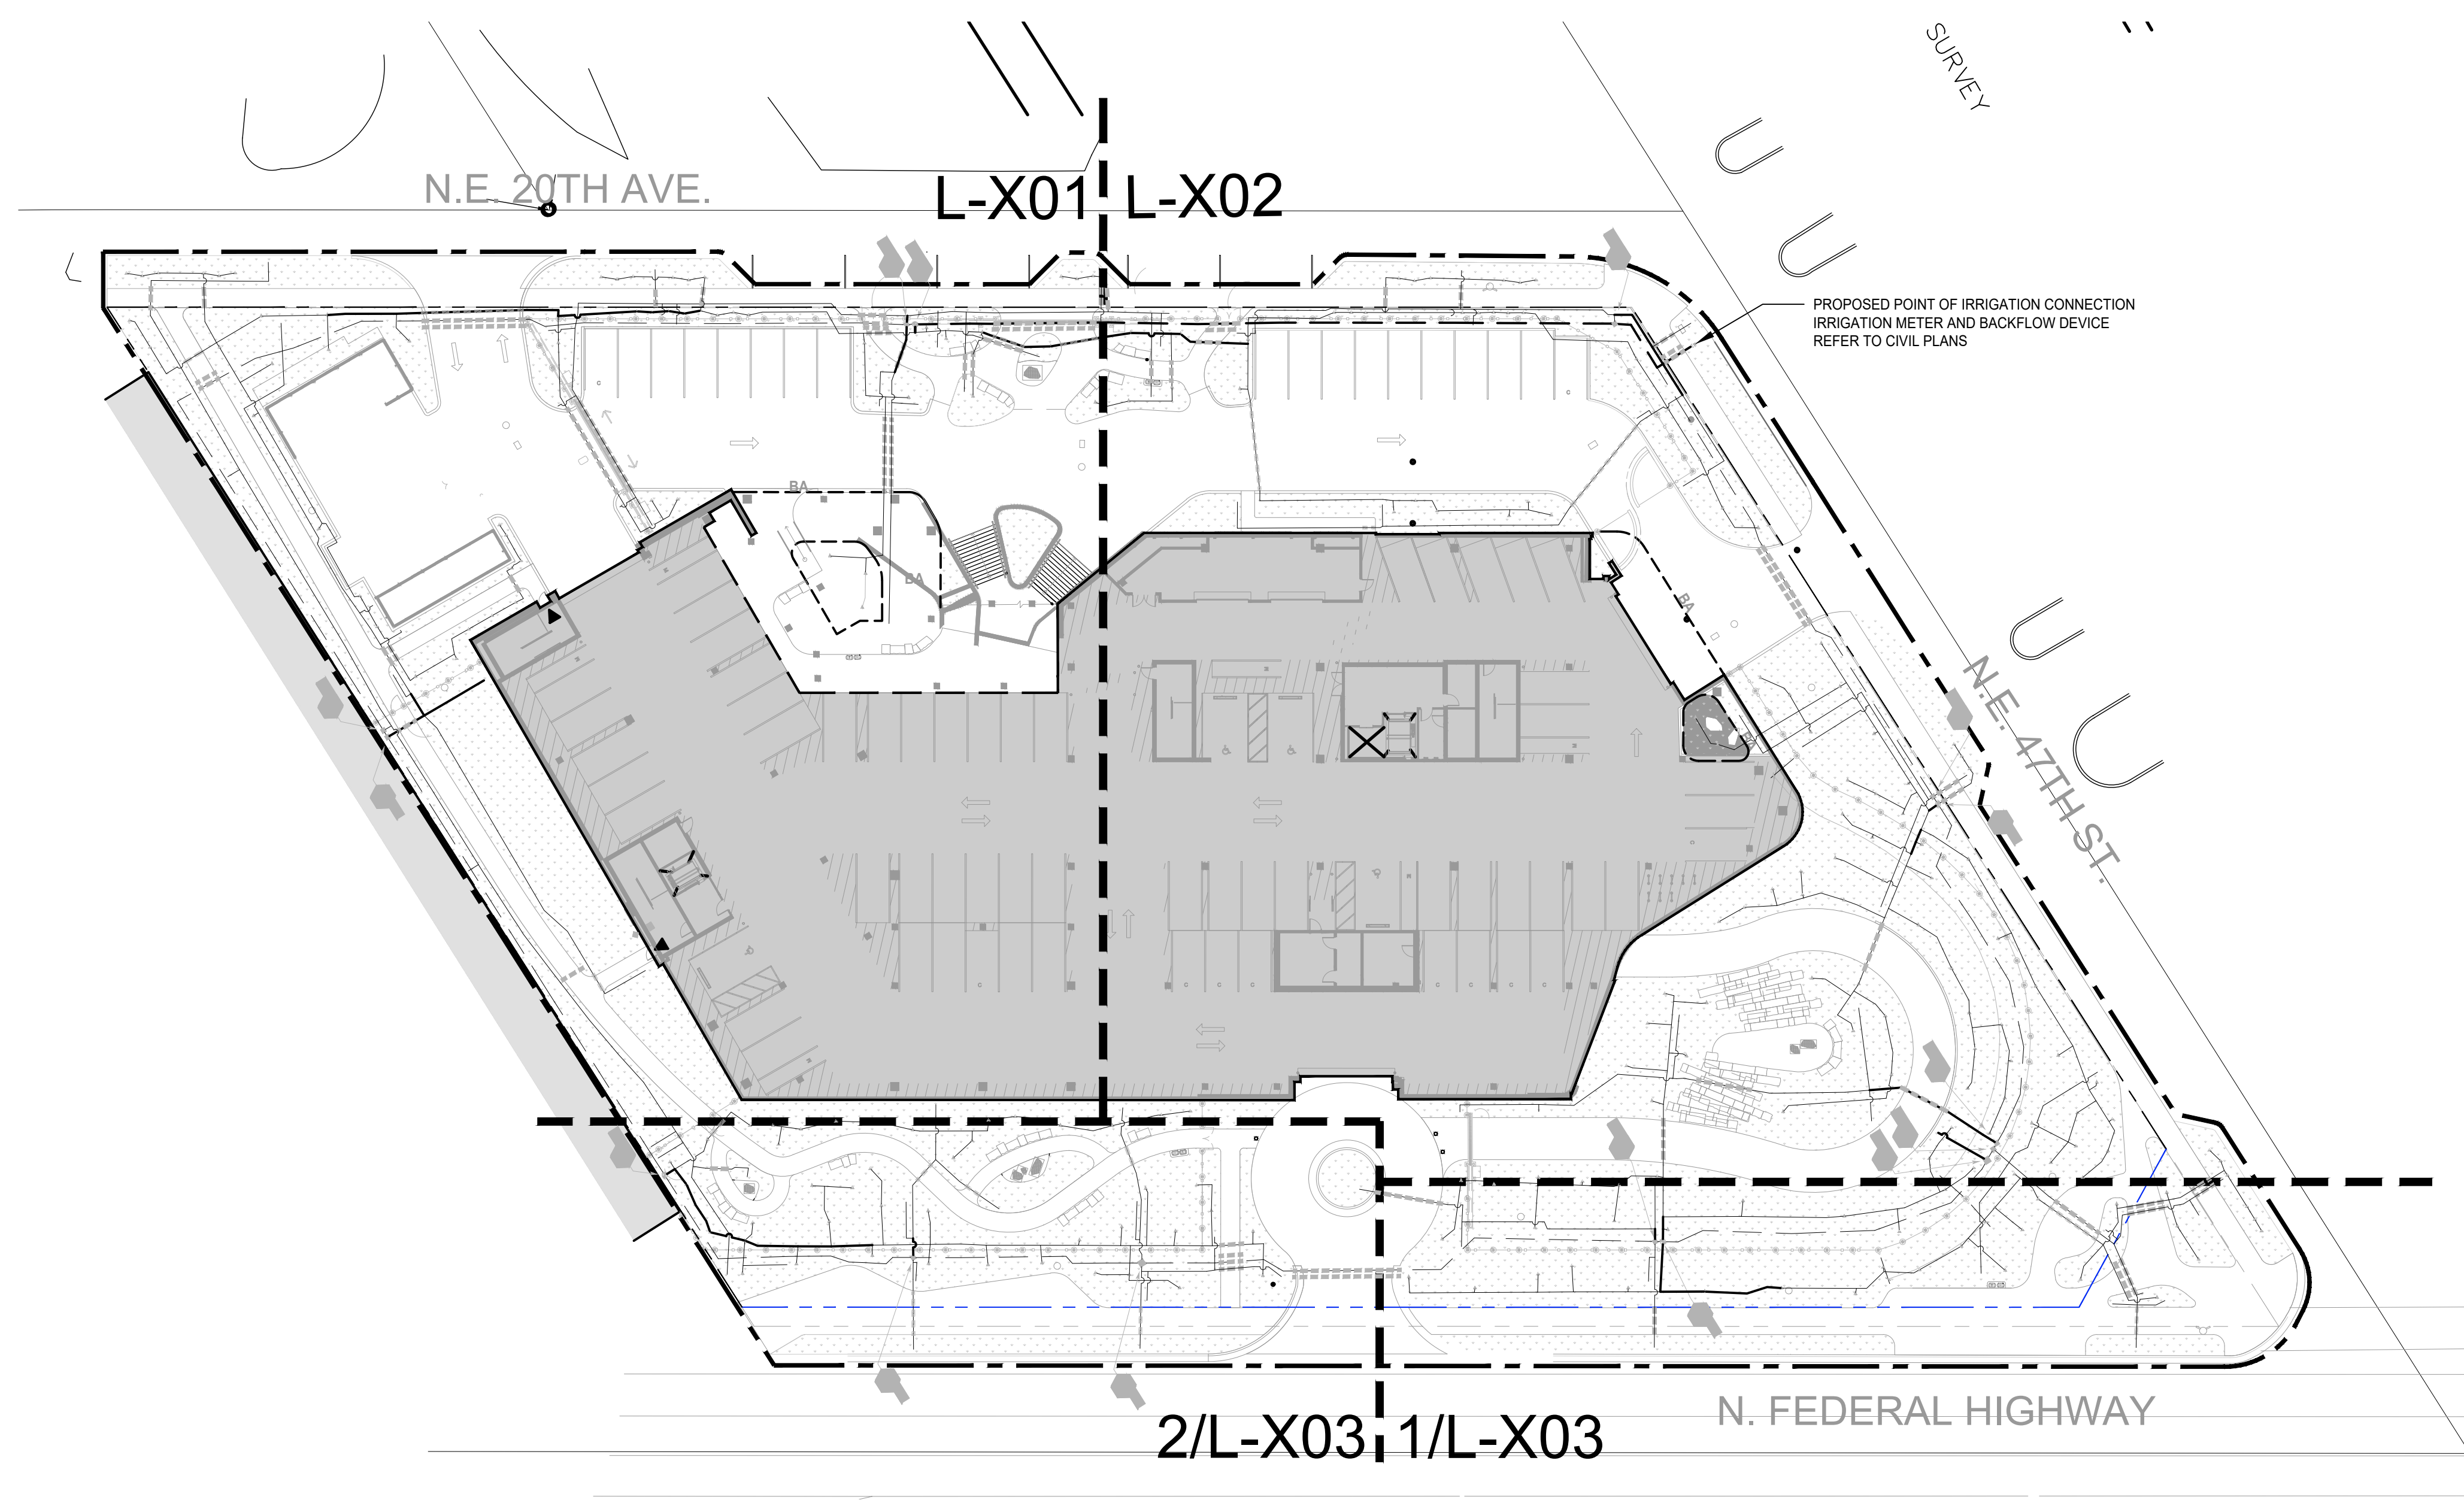 SURVEY
N.E. 20TH AVE.
L-X01
L-X02
PROPOSED POINT OF IRRIGATION CONNECTION
IRRIGATION METER AND BACKFLOW DEVICE
REFER TO CIVIL PLANS
BA
BA
BA
N.E. 47TH ST.
N. FEDERAL HIGHWAY
2/L-X03
1/L-X03